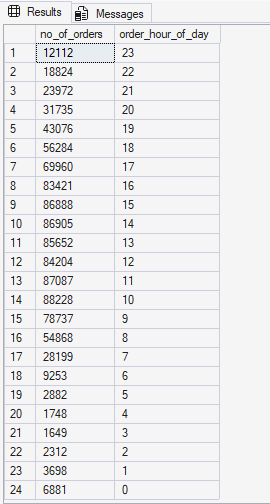 Results Messages
no_of_orders order_hour_of_day
1 12112 23
2 18824 22
3 23972 21
4 31735 20
5 43076 19
6 56284 18
7 69960 17
8 83421 16
9 86888 15
10 86905 14
11 85652 13
12 84204 12
13 87087 11
14 88228 10
15 78737 9
16 54868 8
17 28199 7
18 9253 6
19 2882 5
20 1748 4
21 1649 3
22 2312 2
23 3698 1
24 6881 0